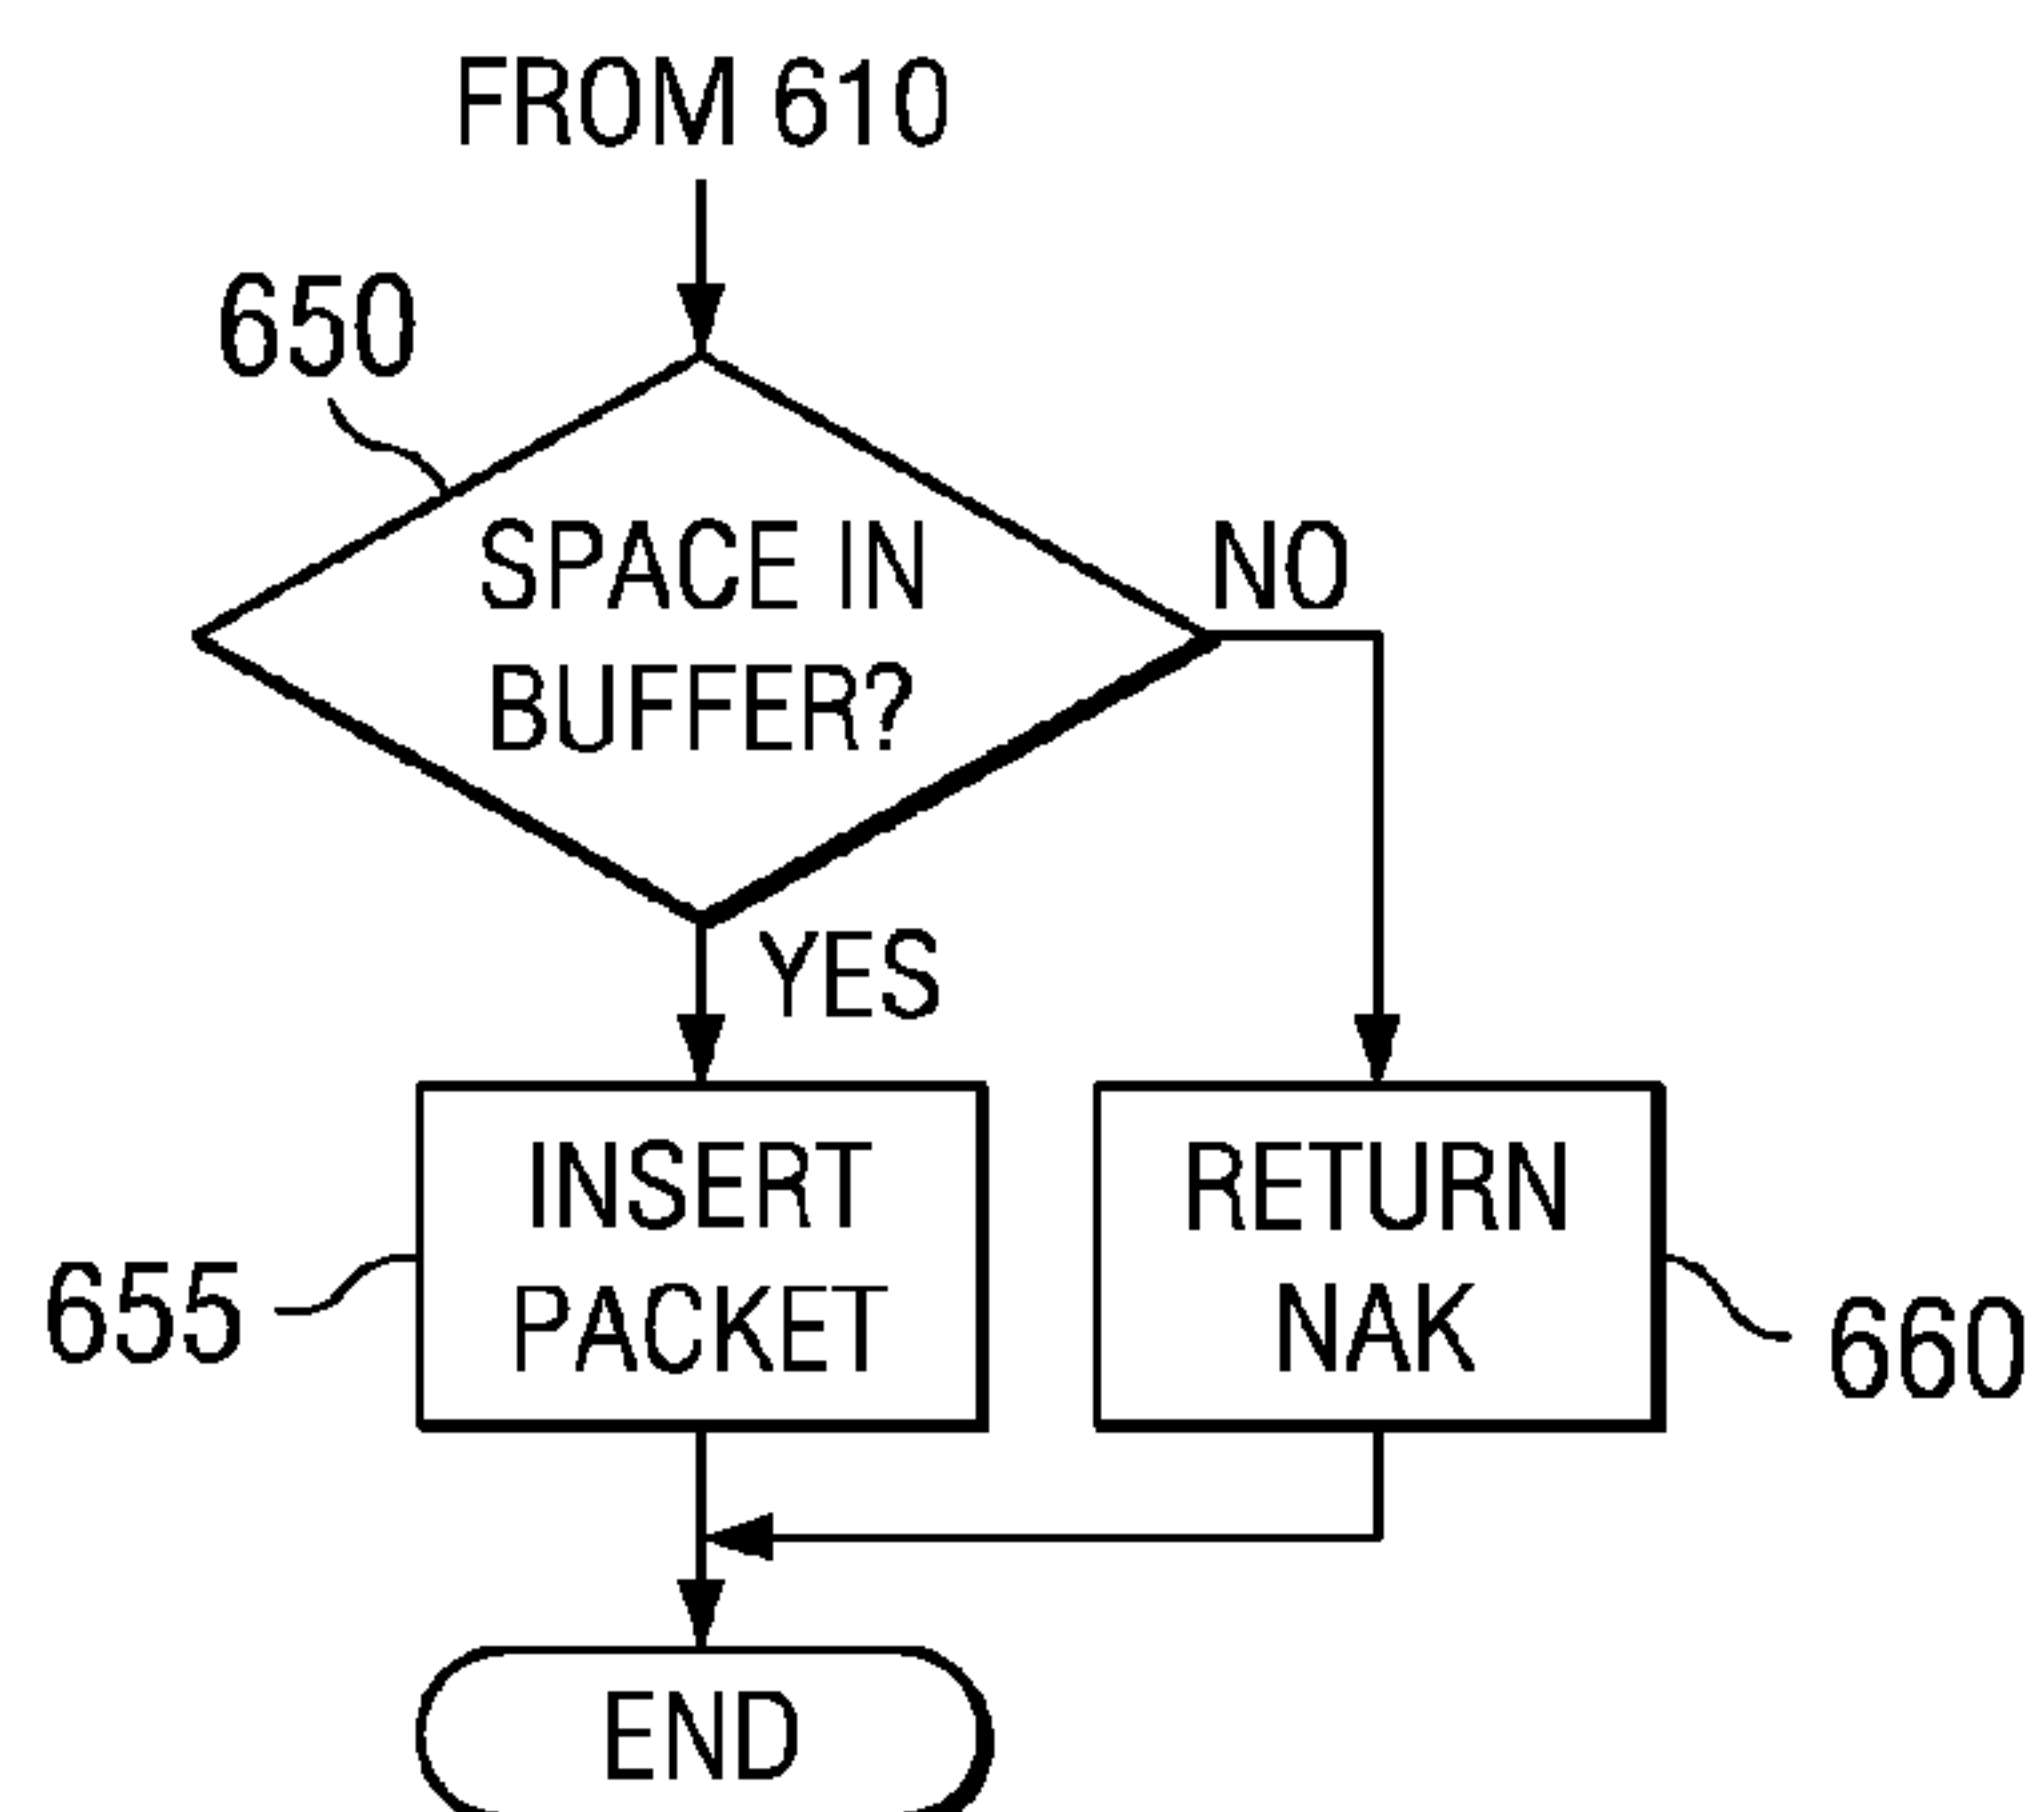 FROM 610
650
SPACE IN
BUFFER?
NO
YES
INSERT
PACKET
RETURN
NAK
655
660
END